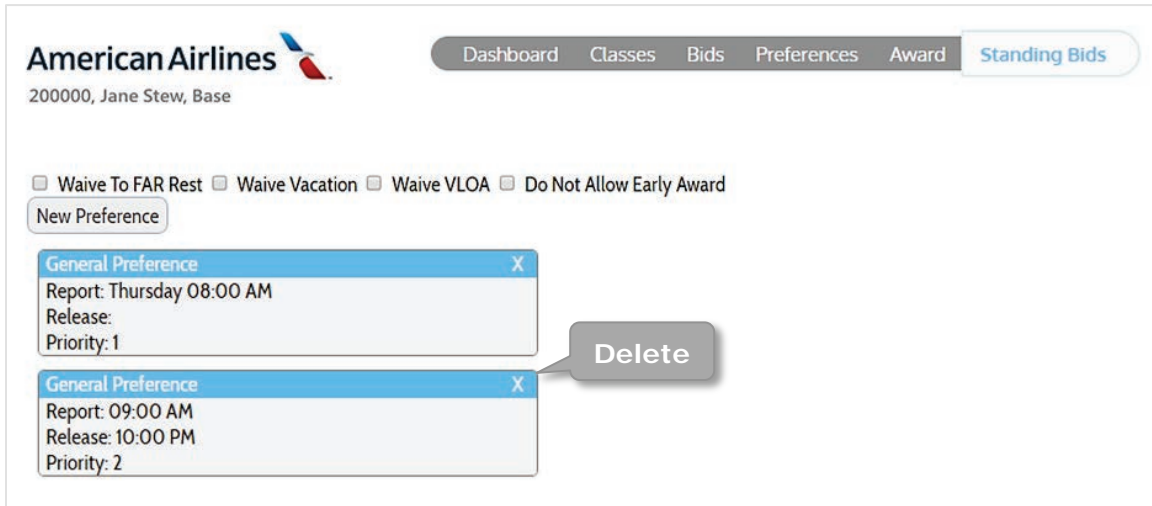 American Airlines
Dashboard Classes Bids Preferences Award Standing Bids
200000, Jane Stew, Base
Waive To FAR Rest Waive Vacation Waive VLOA Do Not Allow Early Award
New Preference
General Preference X
Report: Thursday 08:00 AM
Release:
Priority: 1
Delete
General Preference X
Report: 09:00 AM
Release: 10:00 PM
Priority: 2